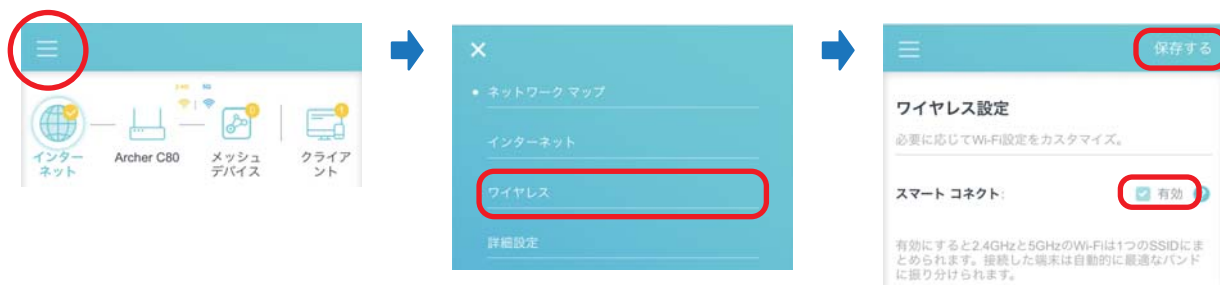 インター
ネット
Archer C80
メッシュ
デバイス
クライア
ント
ネットワーク マップ
インターネット
ワイヤレス
詳細設定
保存する
ワイヤレス設定
必要に応じてWi-Fi設定をカスタマイズ。
スマート コネクト:
有効
有効にすると2.4GHzと5GHzのWi-Fiは1つのSSIDにま
とめられます。接続した端末は自動的に最適なバンド
に振り分けられます。